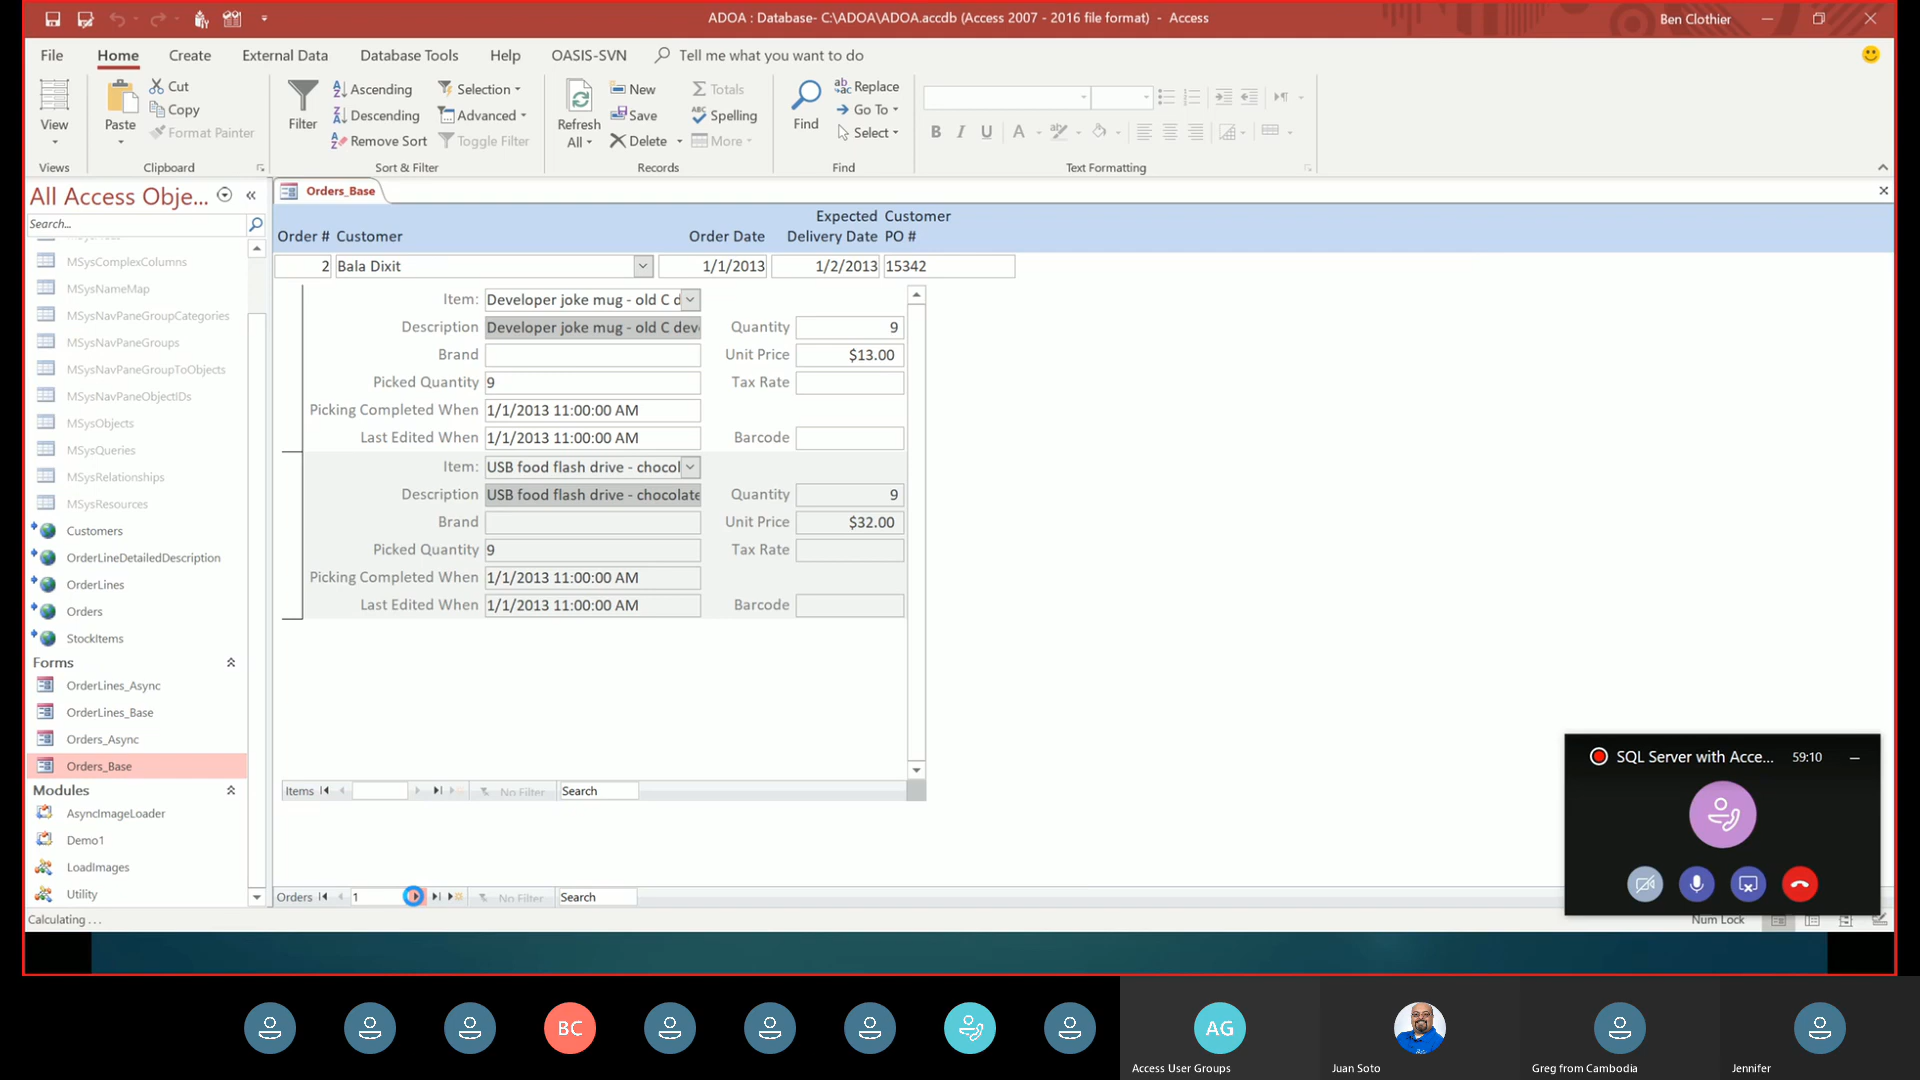 ADOA : Database- C:\ADOA\ADOA.accdb (Access 2007 - 2016 file format) - Access
Ben Clothier
File
Home
Create
External Data
Database Tools
Help
OASIS-SVN
Tell me what you want to do
View
Views
Paste
Cut
Copy
Format Painter
Clipboard
Filter
Ascending
Descending
Remove Sort
Selection
Advanced
Toggle Filter
Sort & Filter
Refresh
All
New
Save
Delete
Totals
Spelling
More
Records
Find
Replace
Go To
Select
Find
Text Formatting
All Access Obje...
Search...
MSysComplexColumns
MSysNameMap
MSysNavPaneGroupCategories
MSysNavPaneGroups
MSysNavPaneGroupToObjects
MSysNavPaneObjectIDs
MSysObjects
MSysQueries
MSysRelationships
MSysResources
Customers
OrderLineDetailedDescription
OrderLines
Orders
StockItems
Forms
OrderLines_Async
OrderLines_Base
Orders_Async
Orders_Base
Modules
AsyncImageLoader
Demo1
LoadImages
Utility
Calculating . . .
Orders_Base
Expected Customer
Order # Customer Order Date Delivery Date PO #
2 Bala Dixit 1/1/2013 1/2/2013 15342
Item: Developer joke mug - old C d
Description Developer joke mug - old C dev Quantity 9
Brand Unit Price $13.00
Picked Quantity 9 Tax Rate
Picking Completed When 1/1/2013 11:00:00 AM
Last Edited When 1/1/2013 11:00:00 AM Barcode
Item: USB food flash drive - chocol
Description USB food flash drive - chocolate Quantity 9
Brand Unit Price $32.00
Picked Quantity 9 Tax Rate
Picking Completed When 1/1/2013 11:00:00 AM
Last Edited When 1/1/2013 11:00:00 AM Barcode
Items No Filter Search
Orders 1 No Filter Search
SQL Server with Acce... 59:10
Num Lock
BC
AG
Access User Groups
Juan Soto
Greg from Cambodia
Jennifer